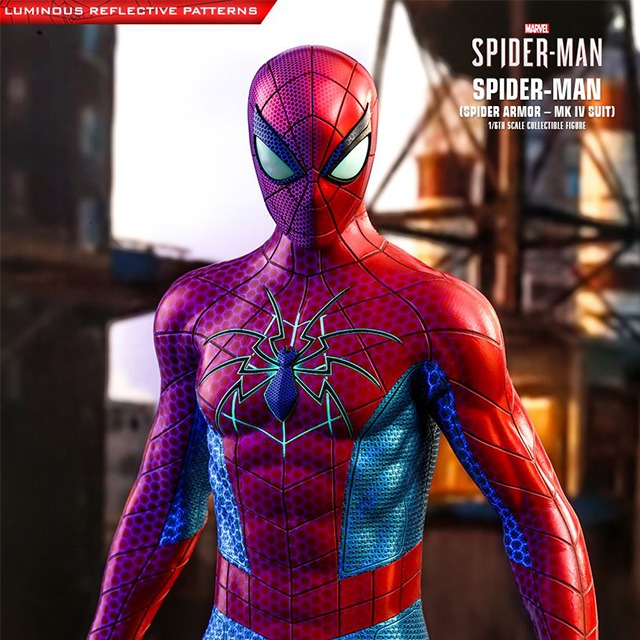 LUMINOUS REFLECTIVE PATTERNS
MARVEL
SPIDER-MAN
SPIDER-MAN
(SPIDER ARMOR – MK IV SUIT)
1/6TH SCALE COLLECTIBLE FIGURE